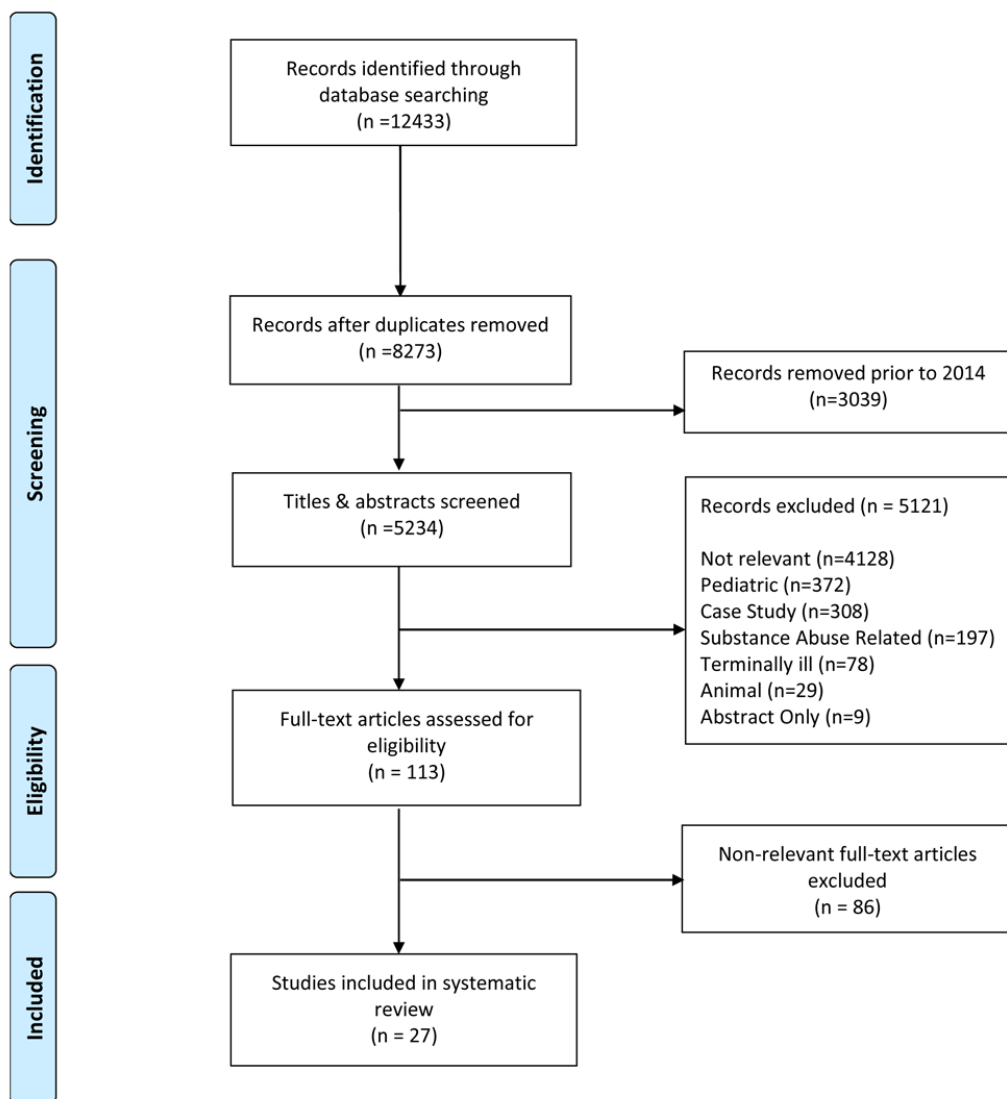 Identification
Records identified through
database searching
(n =12433)
Screening
Records after duplicates removed
(n =8273)
Records removed prior to 2014
(n=3039)
Titles & abstracts screened
(n =5234)
Records excluded (n = 5121)
Not relevant (n=4128)
Pediatric (n=372)
Case Study (n=308)
Substance Abuse Related (n=197)
Terminally ill (n=78)
Animal (n=29)
Abstract Only (n=9)
Eligibility
Full-text articles assessed for
eligibility
(n = 113)
Non-relevant full-text articles
excluded
(n = 86)
Included
Studies included in systematic
review
(n = 27)